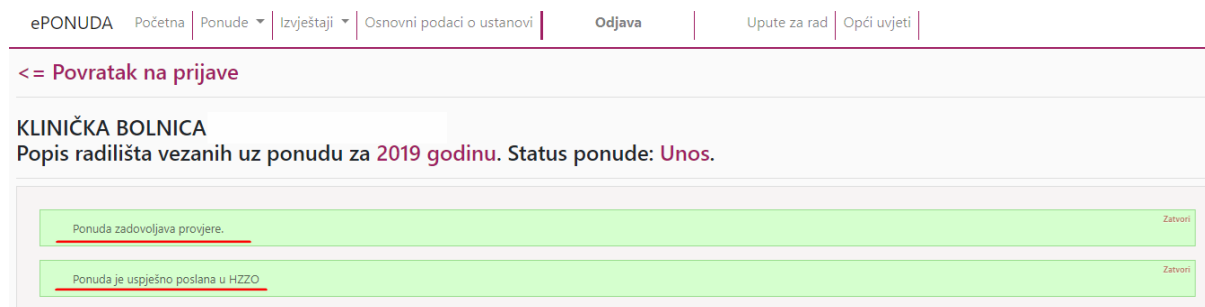 ePONUDA Početna Ponude Izvještaji Osnovni podaci o ustanovi Odjava Upute za rad Opći uvjeti
<= Povratak na prijave
KLINIČKA BOLNICA
Popis radilišta vezanih uz ponudu za 2019 godinu. Status ponude: Unos.
Ponuda zadovoljava provjere. Zatvori
Ponuda je uspješno poslana u HZZO Zatvori